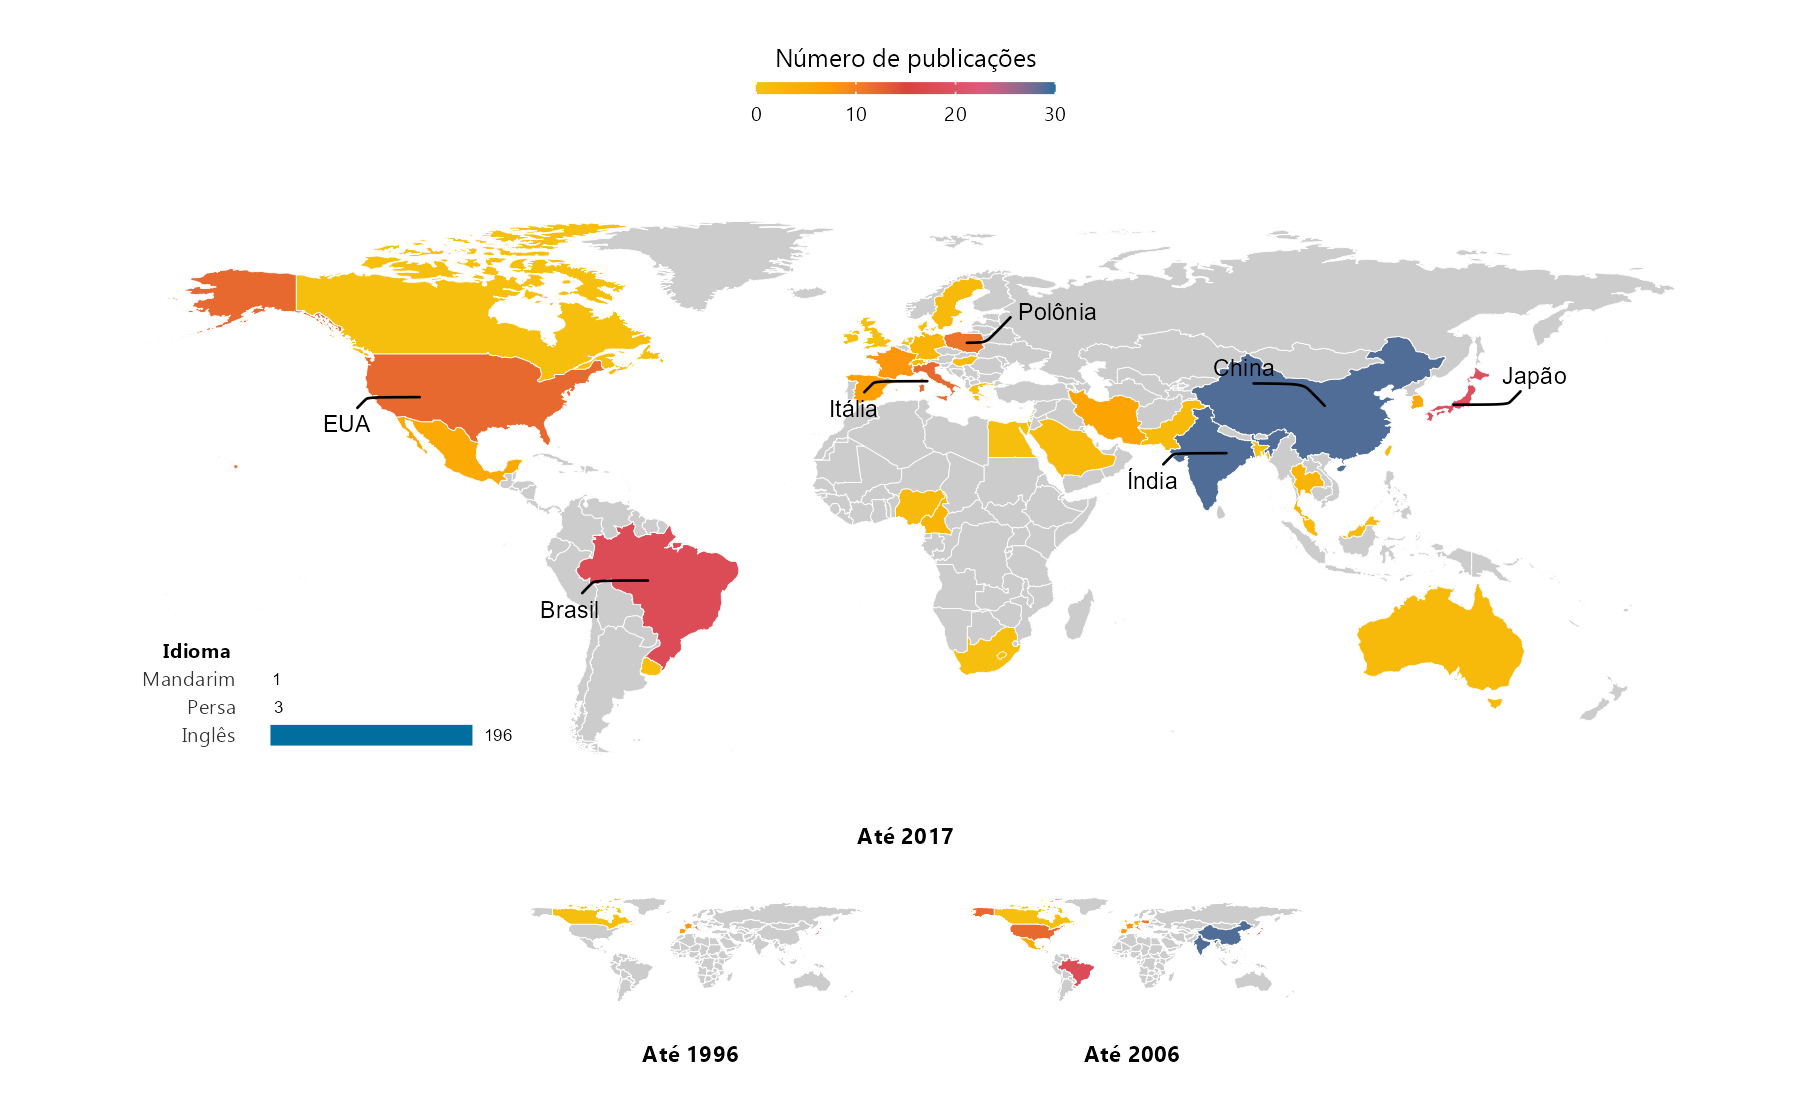 Número de publicações
0 10 20 30
Polônia
China
Japão
Itália
EUA
Índia
Brasil
Idioma
Mandarim 1
Persa 3
Inglês 196
Até 2017
Até 1996
Até 2006